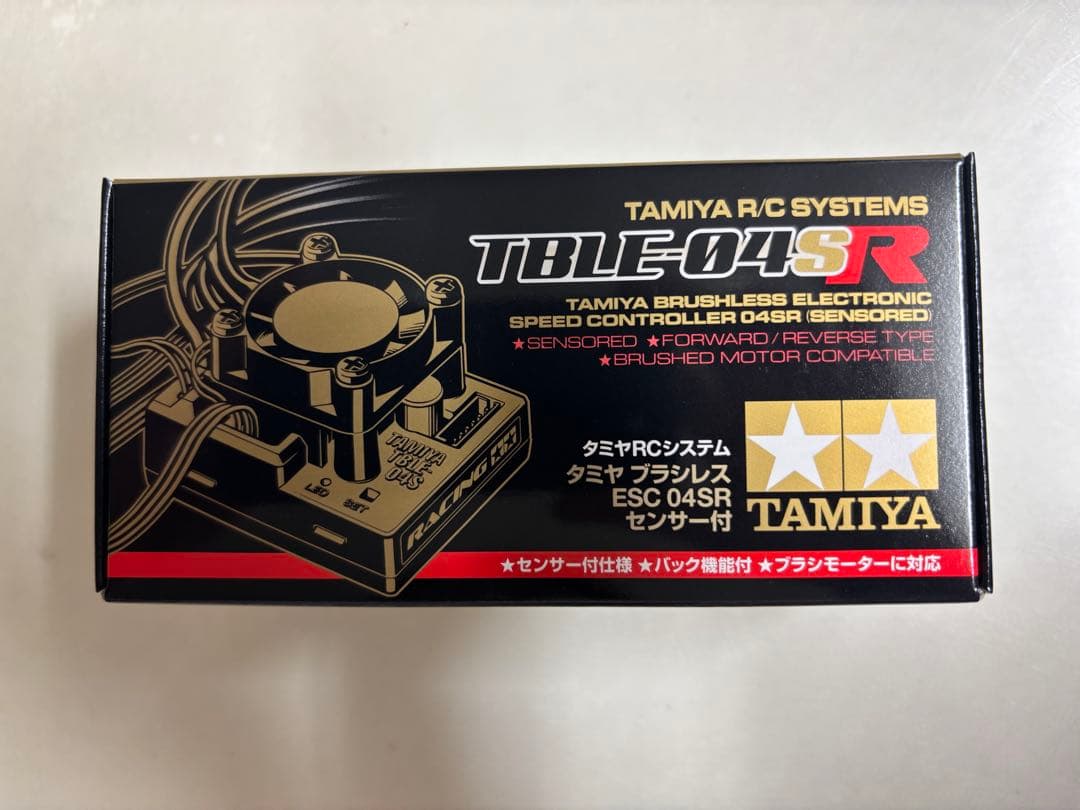 TAMIYA R/C SYSTEMS
TBLE-04SR
TAMIYA BRUSHLESS ELECTRONIC
SPEED CONTROLLER 04SR (SENSORED)
★SENSORED ★FORWARD/REVERSE TYPE
★BRUSHED MOTOR COMPATIBLE
タミヤRCシステム
タミヤ ブラシレス
ESC 04SR
センサー付
TAMIYA
TAMIYA
TBLE-
04S
LED
SET
RACING
★センサー付仕様 ★バック機能付 ★ブラシモーターに対応